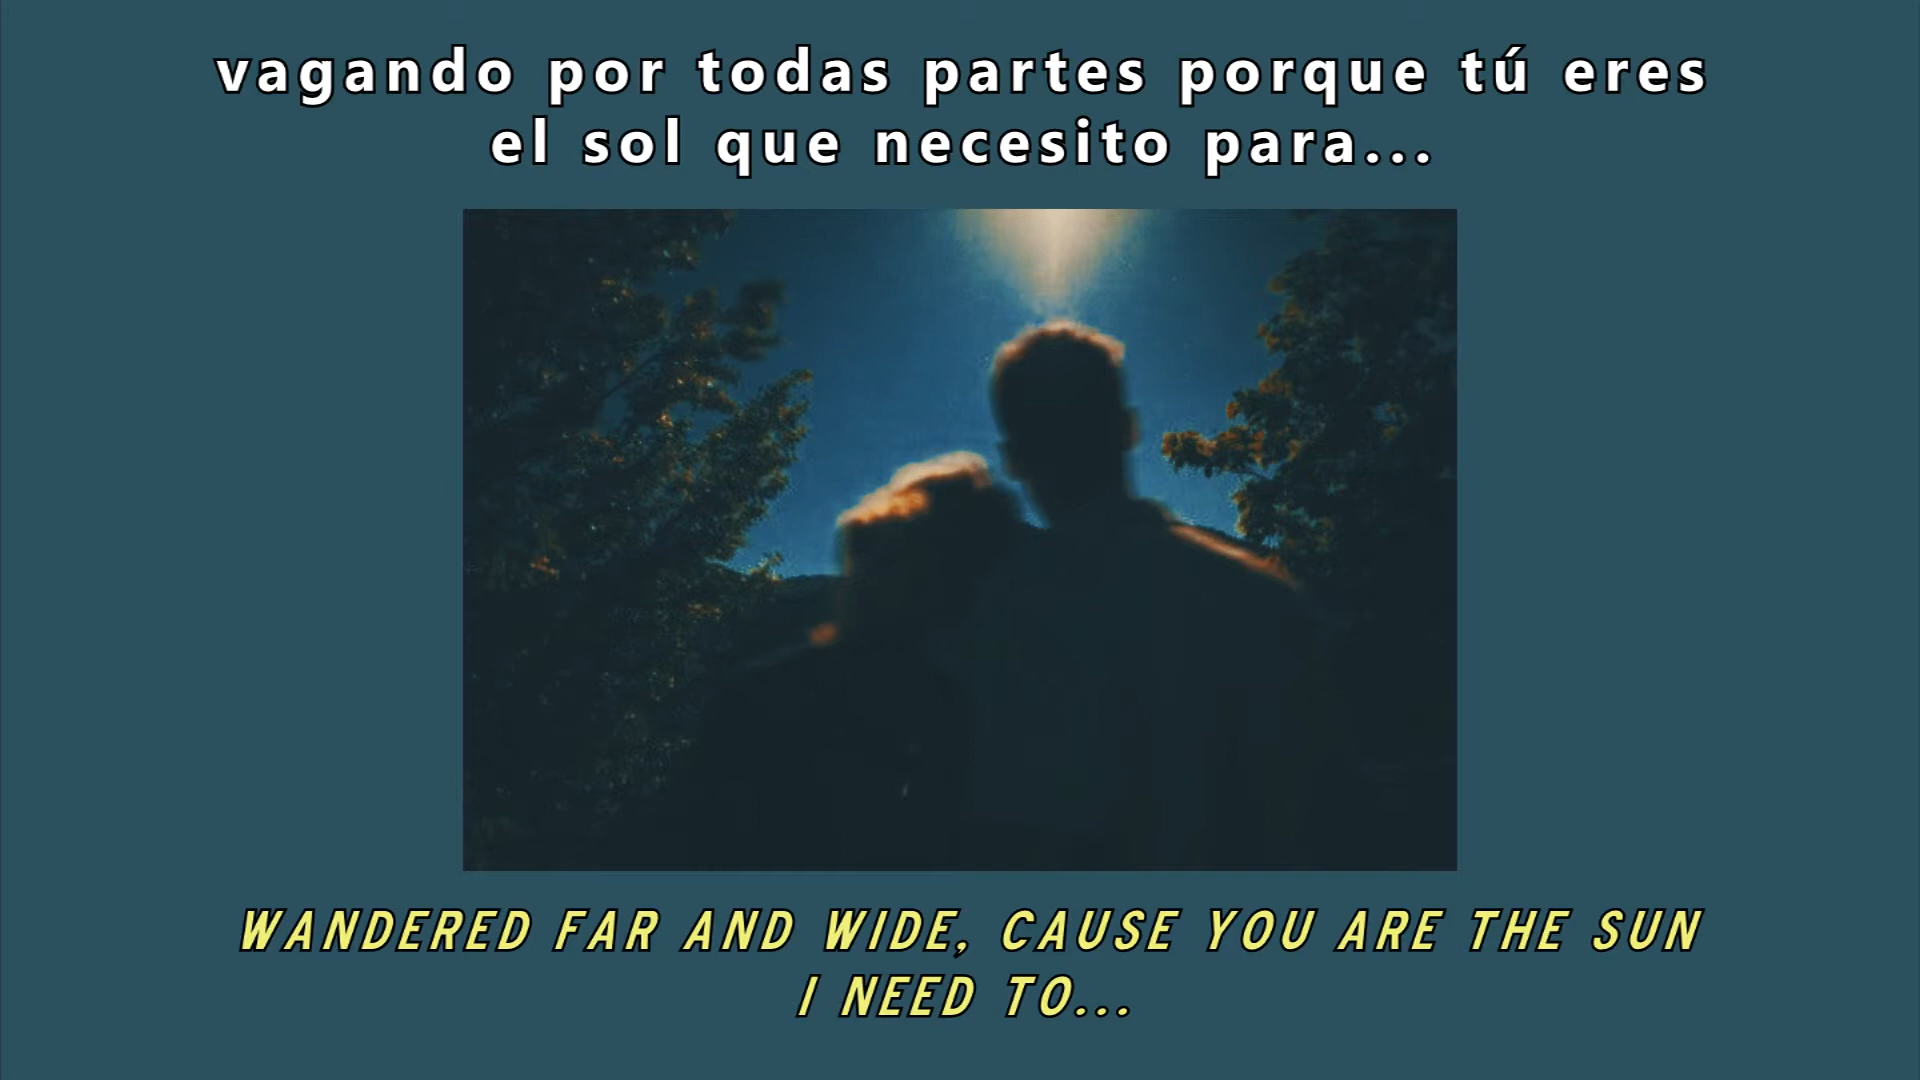 vagando por todas partes porque tú eres
el sol que necesito para...
WANDERED FAR AND WIDE, CAUSE YOU ARE THE SUN
I NEED TO...